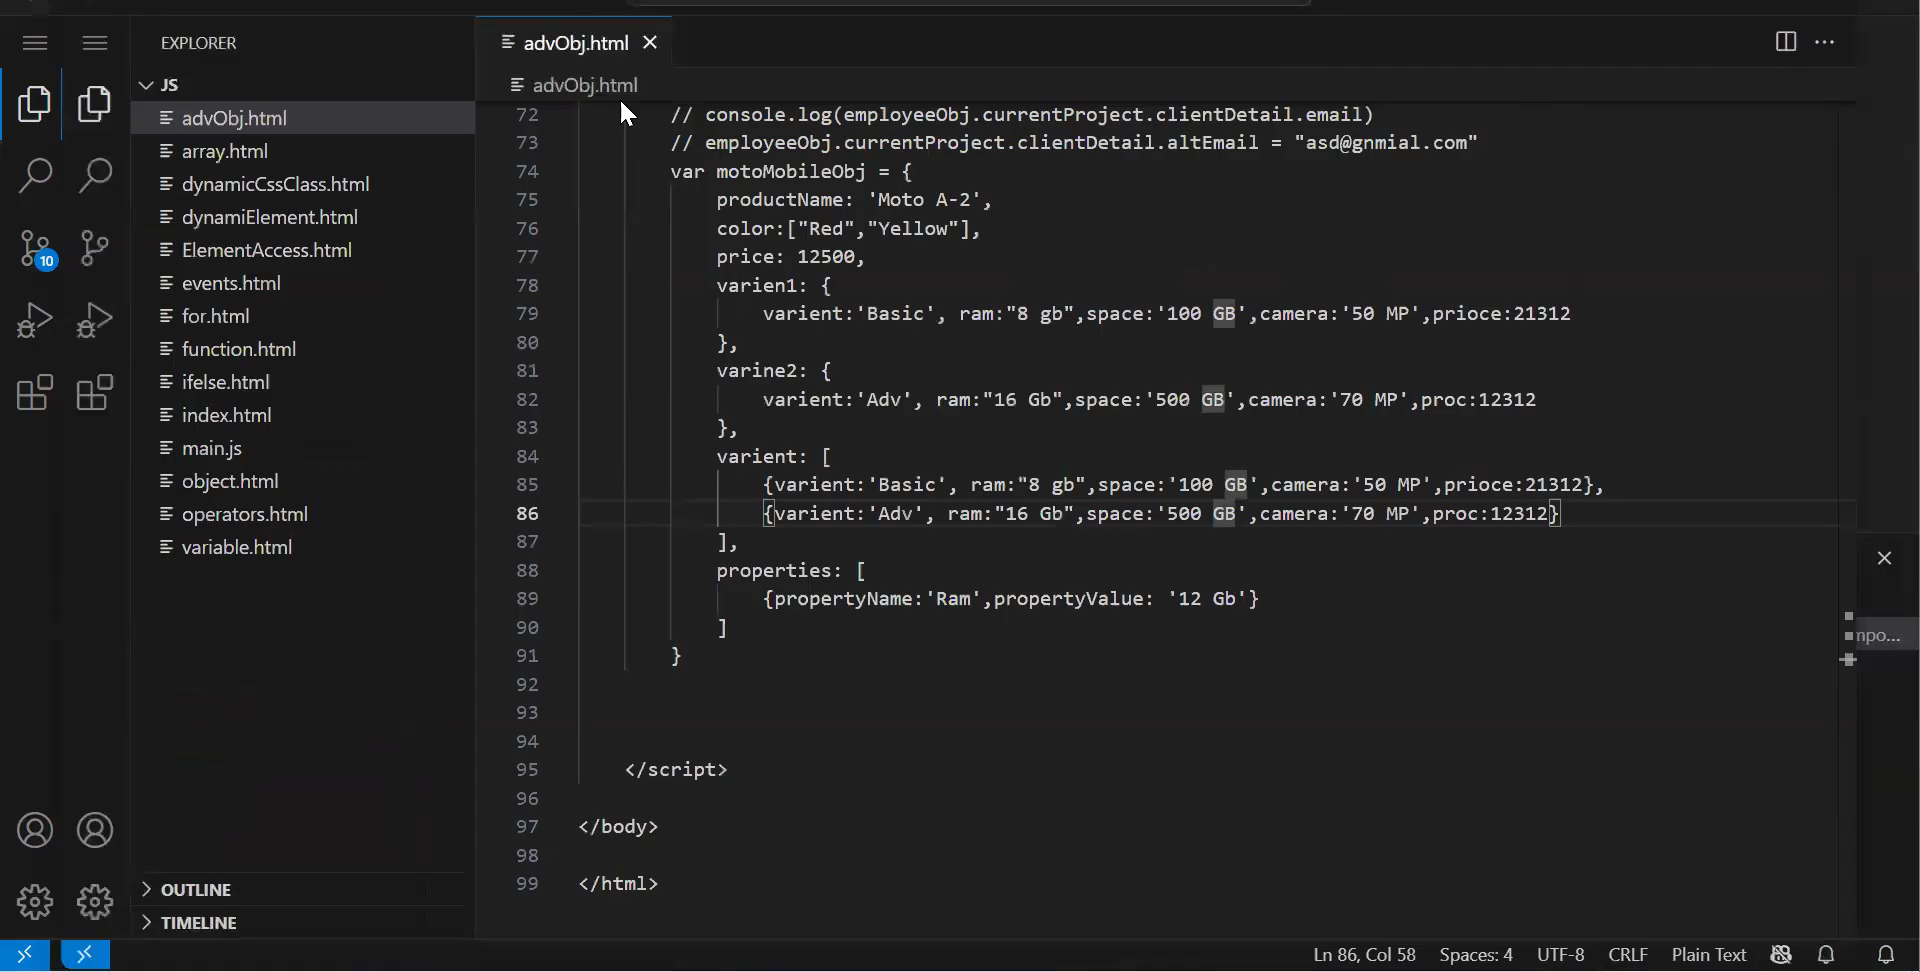 EXPLORER
JS
advObj.html
array.html
dynamicCssClass.html
dynamiElement.html
ElementAccess.html
events.html
for.html
function.html
ifelse.html
index.html
main.js
object.html
operators.html
variable.html
OUTLINE
TIMELINE
10
advObj.html
advObj.html
72 // console.log(employeeObj.currentProject.clientDetail.email)
73 // employeeObj.currentProject.clientDetail.altEmail = "asd@gnmial.com"
74 var motoMobileObj = {
75 productName: 'Moto A-2',
76 color:["Red","Yellow"],
77 price: 12500,
78 varien1: {
79 varient:'Basic', ram:"8 gb",space:'100 GB',camera:'50 MP',prioce:21312
80 },
81 varine2: {
82 varient:'Adv', ram:"16 Gb",space:'500 GB',camera:'70 MP',proc:12312
83 },
84 varient: [
85 {varient:'Basic', ram:"8 gb",space:'100 GB',camera:'50 MP',prioce:21312},
86 {varient:'Adv', ram:"16 Gb",space:'500 GB',camera:'70 MP',proc:12312}
87 ],
88 properties: [
89 {propertyName:'Ram',propertyValue: '12 Gb'}
90 ]
91 }
92
93
94
95 </script>
96
97 </body>
98
99 </html>
mpo...
Ln 86, Col 58 Spaces: 4 UTF-8 CRLF Plain Text